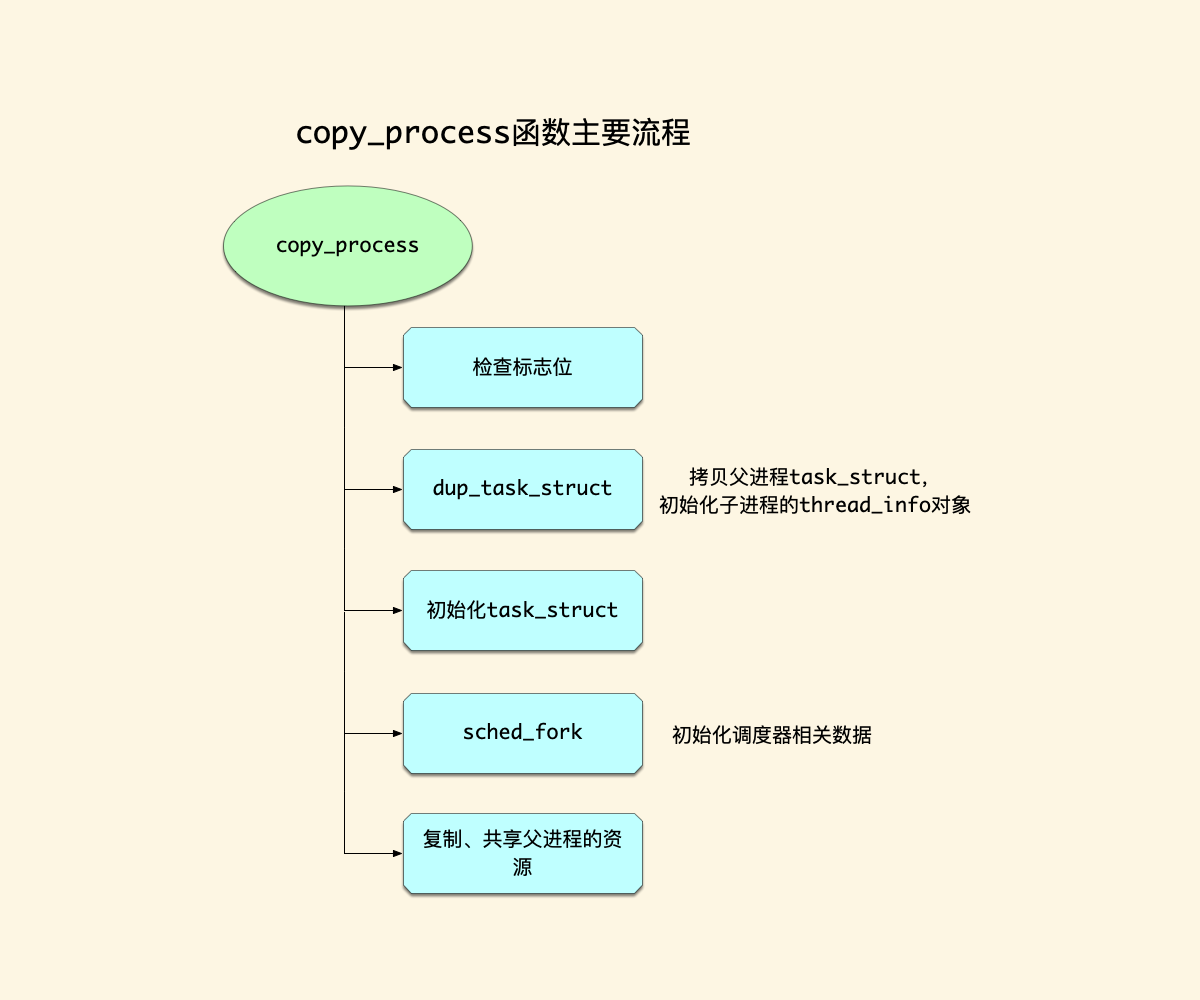 copy_process函数主要流程
copy_process
检查标志位
dup_task_struct
拷贝父进程task_struct,
初始化子进程的thread_info对象
初始化task_struct
sched_fork
初始化调度器相关数据
复制、共享父进程的资
源